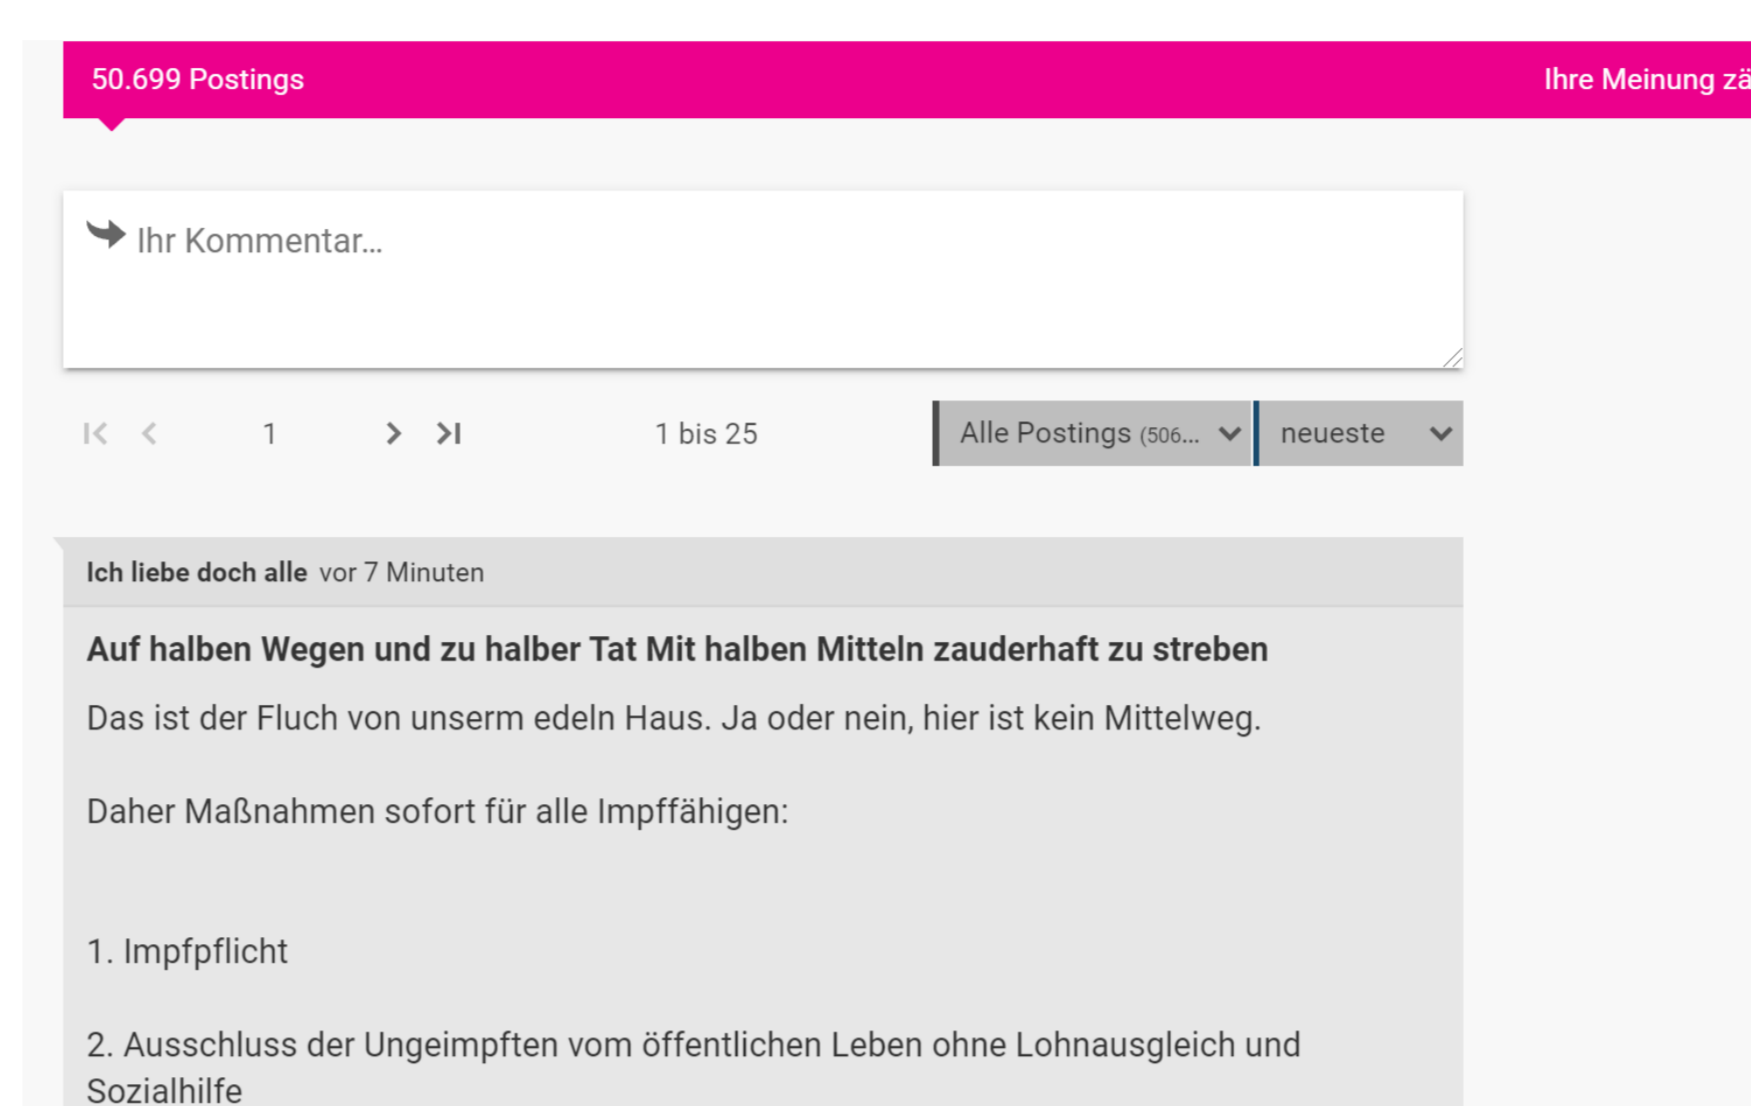 50.699 Postings
Ihre Meinung zä
Ihr Kommentar…
1
1 bis 25
Alle Postings (506...
neueste
Ich liebe doch alle vor 7 Minuten
Auf halben Wegen und zu halber Tat Mit halben Mitteln zauderhaft zu streben
Das ist der Fluch von unserm edeln Haus. Ja oder nein, hier ist kein Mittelweg.
Daher Maßnahmen sofort für alle Impffähigen:
1. Impfpflicht
2. Ausschluss der Ungeimpften vom öffentlichen Leben ohne Lohnausgleich und
Sozialhilfe